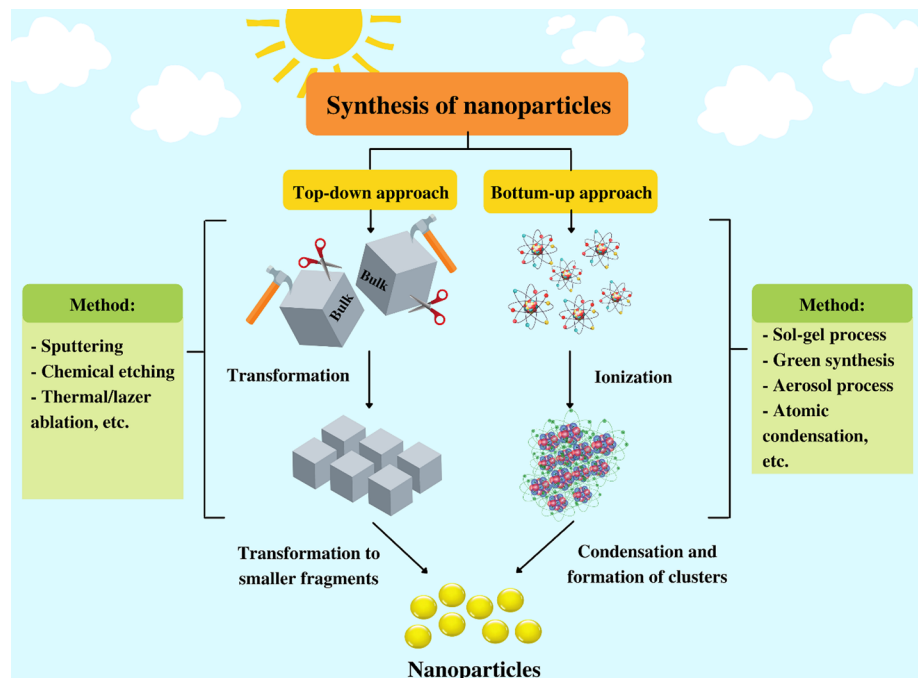 Synthesis of nanoparticles
Top-down approach
Bottum-up approach
Bulk
Bulk
Method:
- Sputtering
- Chemical etching
- Thermal/lazer
ablation, etc.
Transformation
Ionization
Method:
- Sol-gel process
- Green synthesis
- Aerosol process
- Atomic
condensation,
etc.
Transformation to
smaller fragments
Condensation and
formation of clusters
Nanoparticles